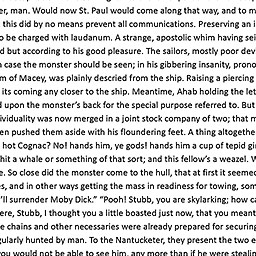 r, man. Would now St. Paul would come along that way, and to m
this did by no means prevent all communications. Preserving an i
o be charged with laudanum. A strange, apostolic whim having sei
d but according to his good pleasure. The sailors, mostly poor dev
a case the monster should be seen; in his gibbering insanity, prono
m of Macey, was plainly descried from the ship. Raising a piercing
its coming any closer to the ship. Meantime, Ahab holding the let
d upon the monster's back for the special purpose referred to. But
ividuality was now merged in a joint stock company of two; that m
en pushed them aside with his floundering feet. A thing altogethe
hot Cognac? No! hands him, ye gods! hands him a cup of tepid gi
hit a whale or something of that sort; and this fellow's a weazel. W
e. So close did the monster come to the hull, that at first it seemed
es, and in other ways getting the mass in readiness for towing, som
'll surrender Moby Dick." "Pooh! Stubb, you are skylarking; how ca
ere, Stubb, I thought you a little boasted just now, that you meant
e chains and other necessaries were already prepared for securing
gularly hunted by man. To the Nantucketer, they present the two e
you would not be able to see him, any more than if he were stealin